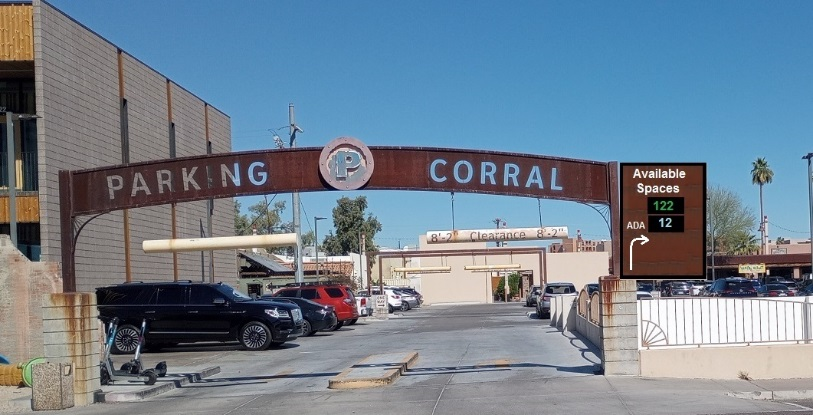 PARKING P CORRAL
Available
Spaces
122
ADA 12
8'-2" Clearance 8'-2"